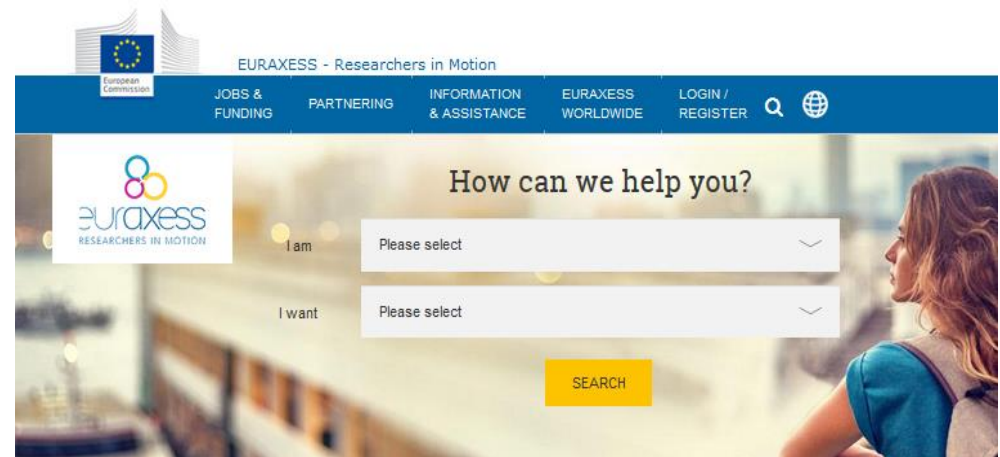 European
Commission
EURAXESS - Researchers in Motion
JOBS &
FUNDING
PARTNERING
INFORMATION
& ASSISTANCE
EURAXESS
WORLDWIDE
LOGIN /
REGISTER
euraxess
RESEARCHERS IN MOTION
How can we help you?
I am
Please select
I want
Please select
SEARCH